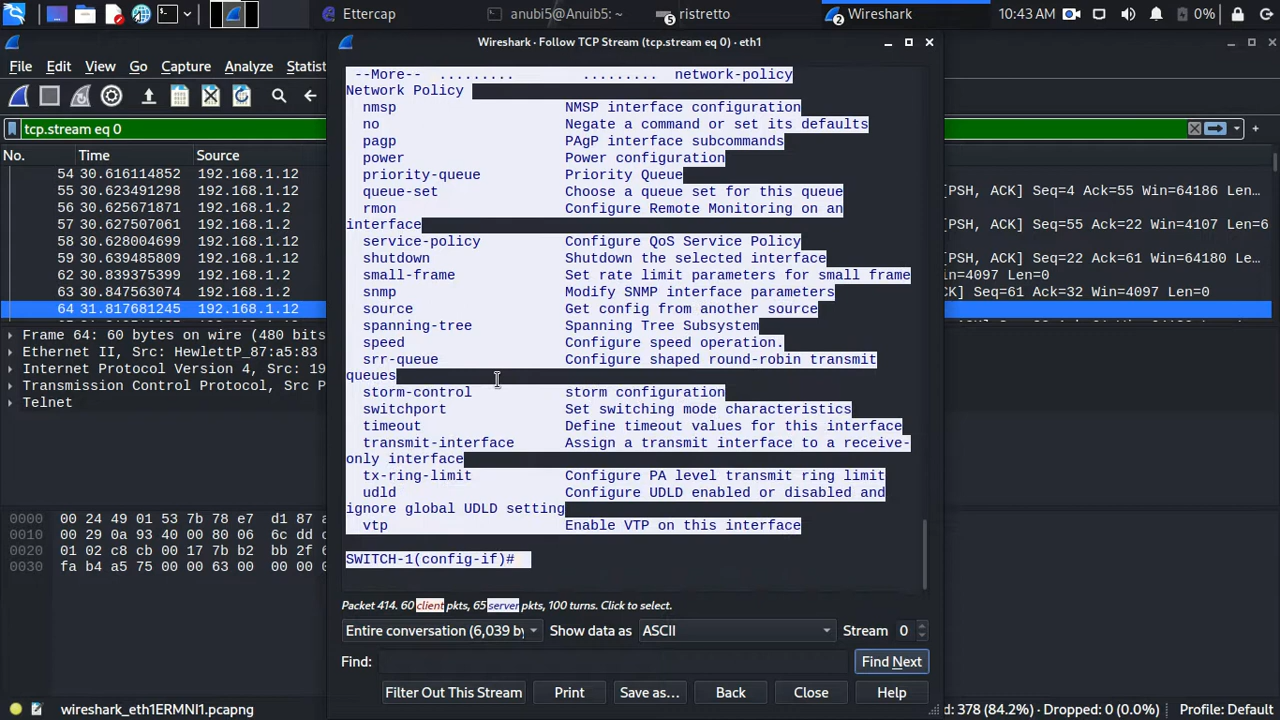 Ettercap
anubi5@Anuib5: ~
5
ristretto
2
Wireshark
10:43 AM
0%
Wireshark · Follow TCP Stream (tcp.stream eq 0) · eth1
File Edit View Go Capture Analyze Statist
tcp.stream eq 0
No. Time Source
54 30.616114852 192.168.1.12
55 30.623491298 192.168.1.2 [PSH, ACK] Seq=4 Ack=55 Win=64186 Len…
56 30.625671871 192.168.1.2
57 30.627507061 192.168.1.2 [PSH, ACK] Seq=55 Ack=22 Win=4107 Len=6
58 30.628004699 192.168.1.12
59 30.639485809 192.168.1.12 [PSH, ACK] Seq=22 Ack=61 Win=64180 Len…
62 30.839375399 192.168.1.2 in=4097 Len=0
63 30.847563074 192.168.1.2 CK] Seq=61 Ack=32 Win=4097 Len=0
64 31.817681245 192.168.1.12
Frame 64: 60 bytes on wire (480 bits
Ethernet II, Src: HewlettP_87:a5:83
Internet Protocol Version 4, Src: 19
Transmission Control Protocol, Src P
Telnet
0000 00 24 49 01 53 7b 78 e7 d1 87 a
0010 00 29 0a 93 40 00 80 06 6c dd c
0020 01 02 c8 cb 00 17 7b b2 bb 2f 6
0030 fa b4 a5 75 00 00 63 00 00 00 0
--More-- ......... ......... network-policy
Network Policy
nmsp NMSP interface configuration
no Negate a command or set its defaults
pagp PAgP interface subcommands
power Power configuration
priority-queue Priority Queue
queue-set Choose a queue set for this queue
rmon Configure Remote Monitoring on an
interface
service-policy Configure QoS Service Policy
shutdown Shutdown the selected interface
small-frame Set rate limit parameters for small frame
snmp Modify SNMP interface parameters
source Get config from another source
spanning-tree Spanning Tree Subsystem
speed Configure speed operation.
srr-queue Configure shaped round-robin transmit
queues
storm-control storm configuration
switchport Set switching mode characteristics
timeout Define timeout values for this interface
transmit-interface Assign a transmit interface to a receive-
only interface
tx-ring-limit Configure PA level transmit ring limit
udld Configure UDLD enabled or disabled and
ignore global UDLD setting
vtp Enable VTP on this interface
SWITCH-1(config-if)#
Packet 414. 60 client pkts, 65 server pkts, 100 turns. Click to select.
Entire conversation (6,039 by Show data as ASCII Stream 0
Find: Find Next
Filter Out This Stream Print Save as… Back Close Help
wireshark_eth1ERMNI1.pcapng
d: 378 (84.2%) · Dropped: 0 (0.0%) Profile: Default